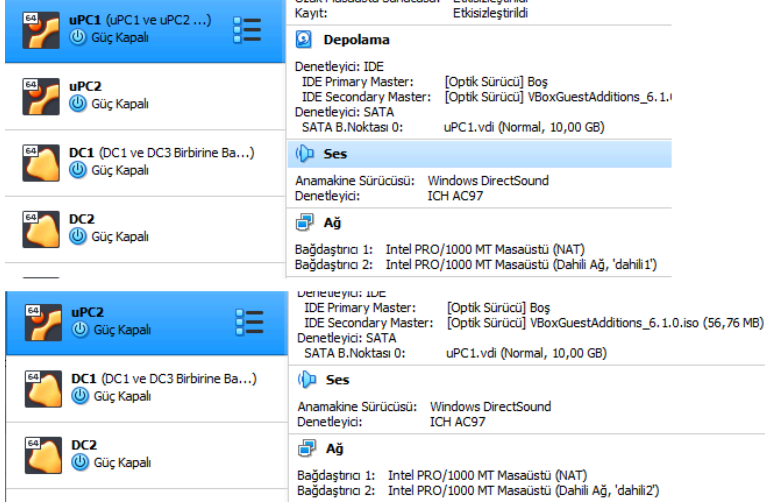 64
uPC1 (uPC1 ve uPC2 ...)
Güç Kapalı
64
uPC2
Güç Kapalı
64
DC1 (DC1 ve DC3 Birbirine Ba...)
Güç Kapalı
64
DC2
Güç Kapalı
Kayıt: Etkisizleştirildi
Depolama
Denetleyici: IDE
IDE Primary Master: [Optik Sürücü] Boş
IDE Secondary Master: [Optik Sürücü] VBoxGuestAdditions_6.1.
Denetleyici: SATA
SATA B.Noktası 0: uPC1.vdi (Normal, 10,00 GB)
Ses
Anamakine Sürücüsü: Windows DirectSound
Denetleyici: ICH AC97
Ağ
Bağdaştırıcı 1: Intel PRO/1000 MT Masaüstü (NAT)
Bağdaştırıcı 2: Intel PRO/1000 MT Masaüstü (Dahili Ağ, 'dahili1')
64
uPC2
Güç Kapalı
64
DC1 (DC1 ve DC3 Birbirine Ba...)
Güç Kapalı
64
DC2
Güç Kapalı
Denetleyici: IDE
IDE Primary Master: [Optik Sürücü] Boş
IDE Secondary Master: [Optik Sürücü] VBoxGuestAdditions_6.1.0.iso (56,76 MB)
Denetleyici: SATA
SATA B.Noktası 0: uPC1.vdi (Normal, 10,00 GB)
Ses
Anamakine Sürücüsü: Windows DirectSound
Denetleyici: ICH AC97
Ağ
Bağdaştırıcı 1: Intel PRO/1000 MT Masaüstü (NAT)
Bağdaştırıcı 2: Intel PRO/1000 MT Masaüstü (Dahili Ağ, 'dahili2')